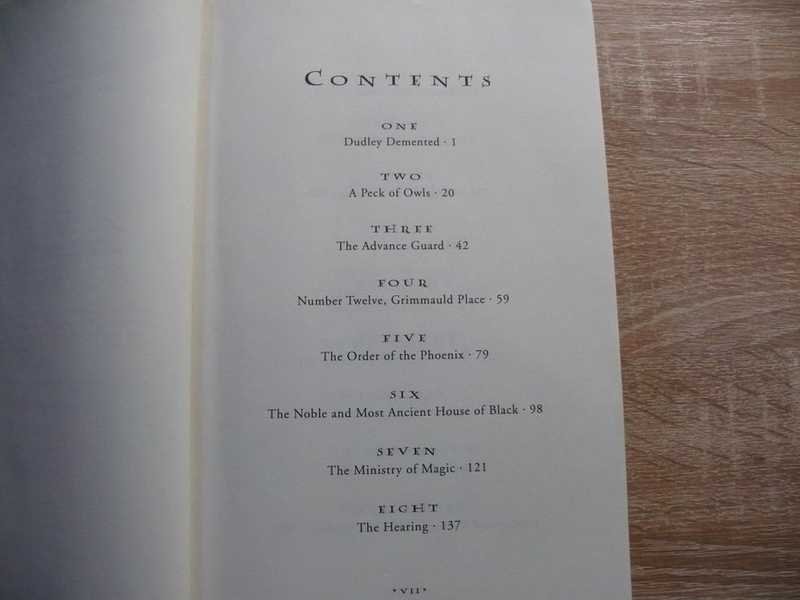 CONTENTS
ONE
Dudley Demented · 1
TWO
A Peck of Owls · 20
THREE
The Advance Guard · 42
FOUR
Number Twelve, Grimmauld Place · 59
FIVE
The Order of the Phoenix · 79
SIX
The Noble and Most Ancient House of Black · 98
SEVEN
The Ministry of Magic · 121
EIGHT
The Hearing · 137
· VII ·